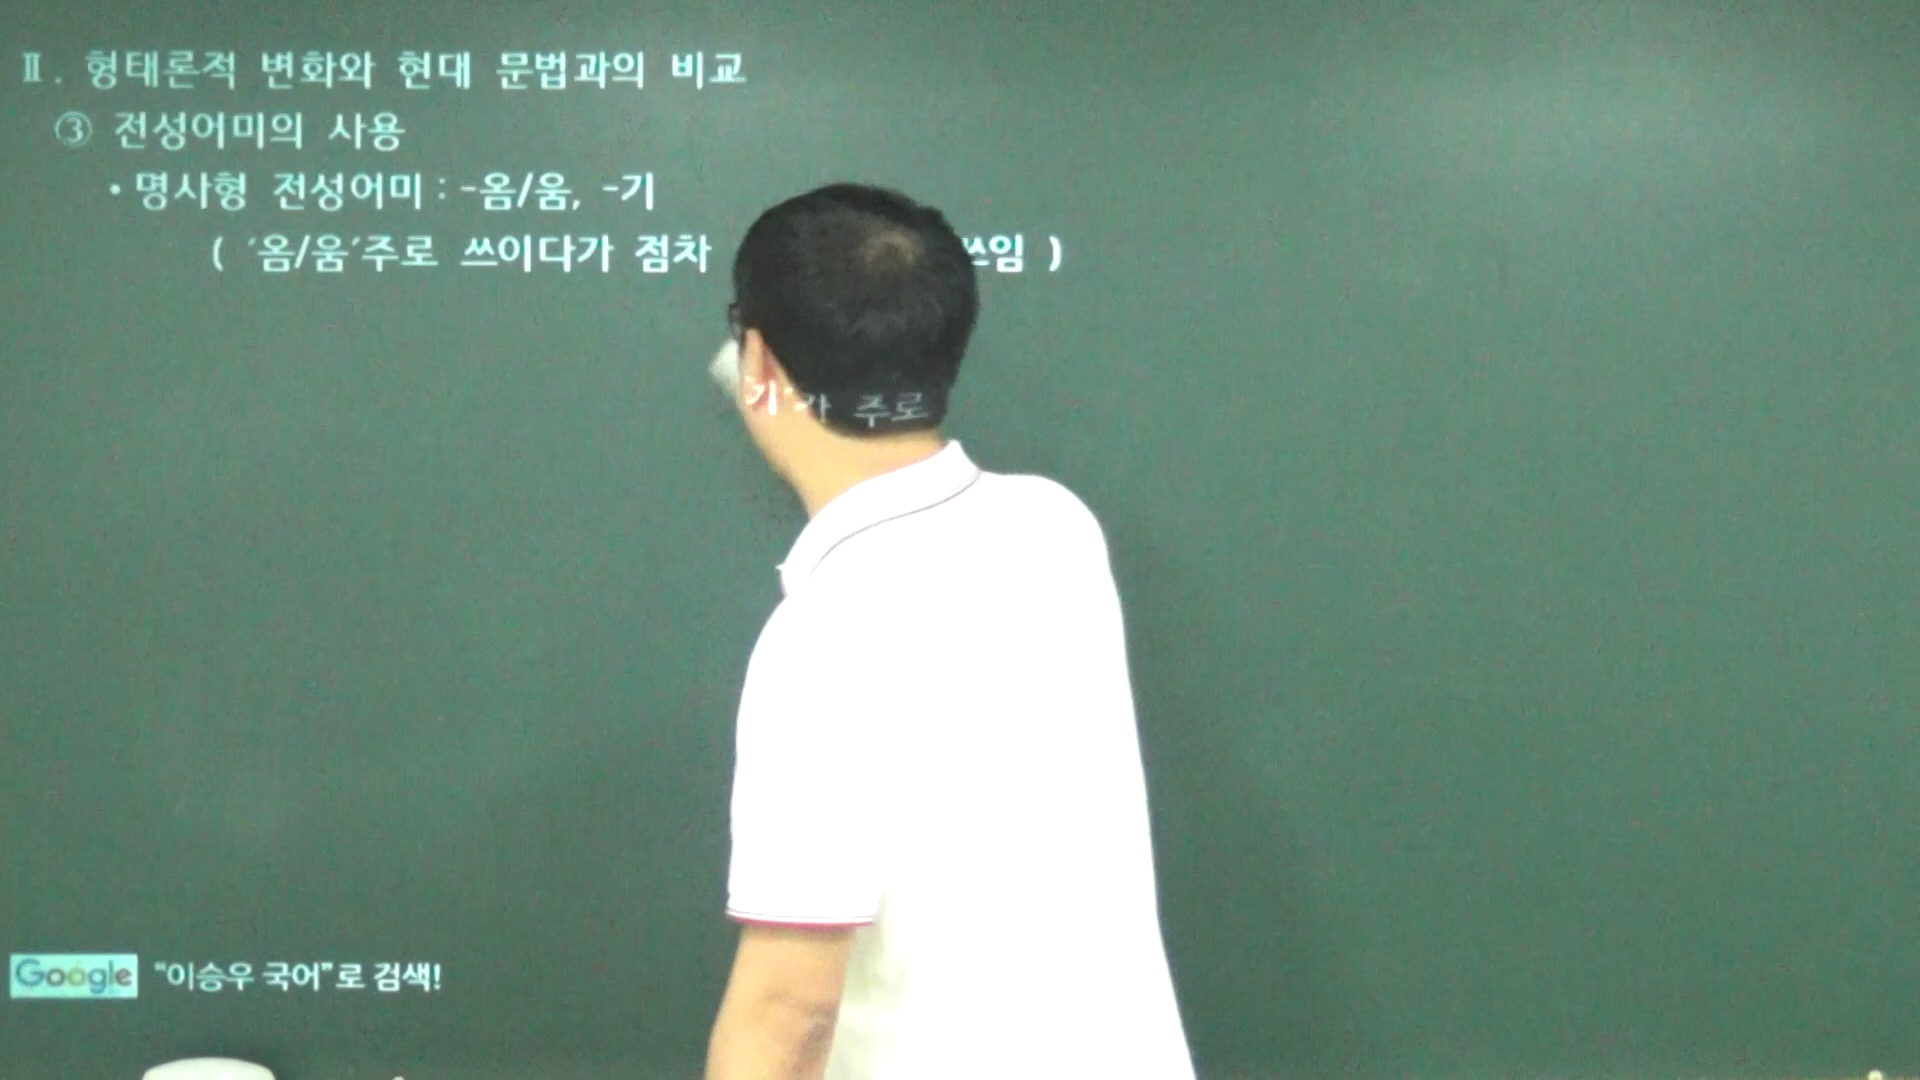 Ⅱ. 형태론적 변화와 현대 문법과의 비교
③ 전성어미의 사용
• 명사형 전성어미 : -옴/움, -기
( ´옴/움´주로 쓰이다가 점차 기´가 주로 쓰임 )
Google “이승우 국어”로 검색!